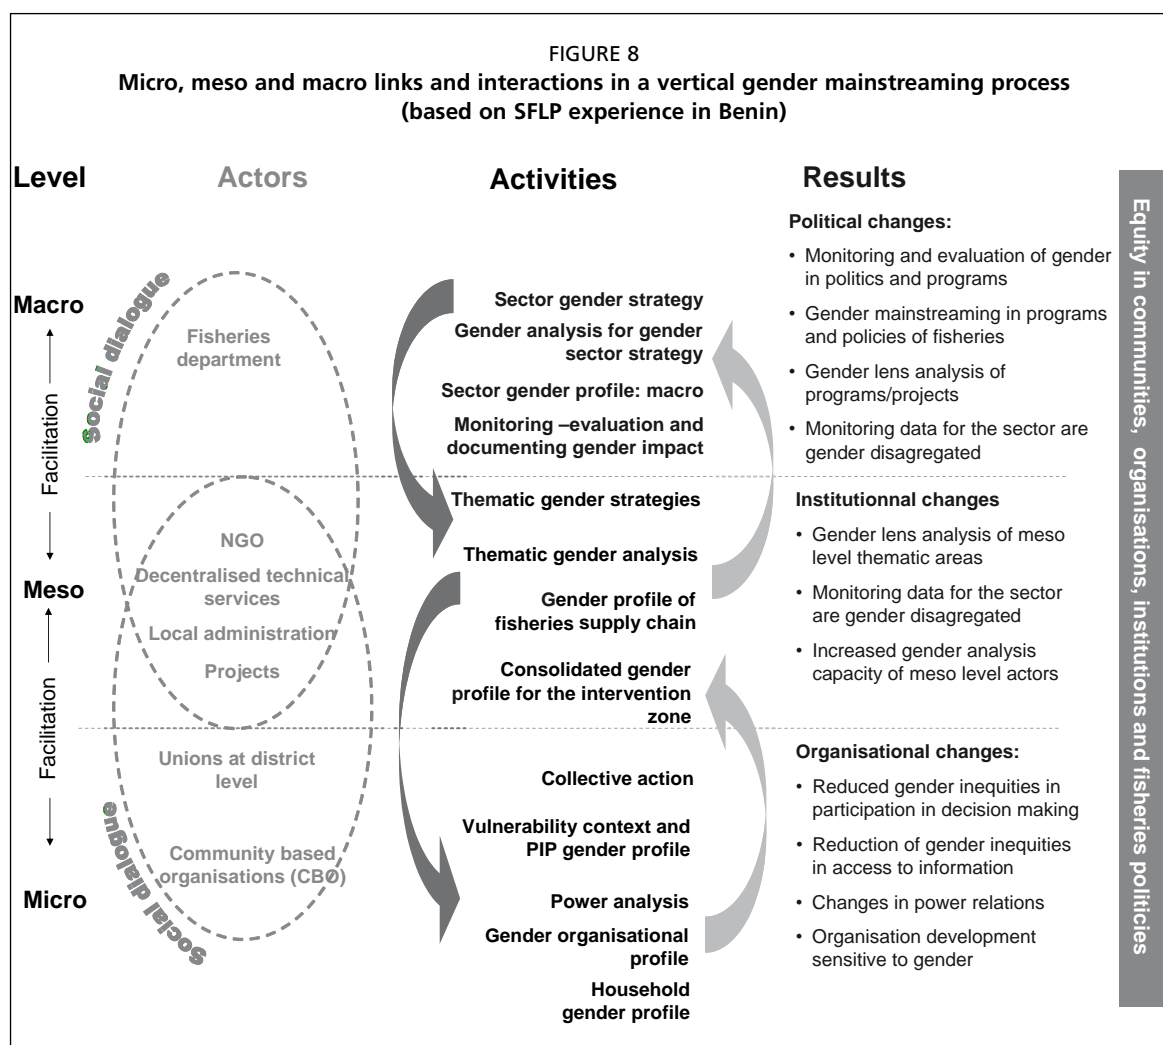 FIGURE 8
Micro, meso and macro links and interactions in a vertical gender mainstreaming process
(based on SFLP experience in Benin)
Level
Actors
Activities
Results
Macro
Facilitation
Meso
Facilitation
Micro
Social dialogue
Fisheries
department
NGO
Decentralised technical
services
Local administration
Projects
Unions at district
level
Community based
organisations (CBO)
Social dialogue
Sector gender strategy
Gender analysis for gender
sector strategy
Sector gender profile: macro
Monitoring –evaluation and
documenting gender impact
Thematic gender strategies
Thematic gender analysis
Gender profile of
fisheries supply chain
Consolidated gender
profile for the intervention
zone
Collective action
Vulnerability context and
PIP gender profile
Power analysis
Gender organisational
profile
Household
gender profile
Political changes:
• Monitoring and evaluation of gender
in politics and programs
• Gender mainstreaming in programs
and policies of fisheries
• Gender lens analysis of
programs/projects
• Monitoring data for the sector are
gender disagregated
Institutionnal changes
• Gender lens analysis of meso
level thematic areas
• Monitoring data for the sector
are gender disagregated
• Increased gender analysis
capacity of meso level actors
Organisational changes:
• Reduced gender inequities in
participation in decision making
• Reduction of gender inequities
in access to information
• Changes in power relations
• Organisation development
sensitive to gender
Equity in communities, organisations, institutions and fisheries politicies